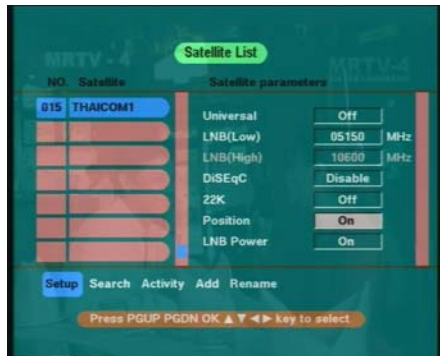 Satellite List
MRTV - 4
MRTV-4
NO. Satellite
Satellite parameters
015 THAICOM1
Universal Off
LNB(Low) 05150 MHz
LNB(High) 10600 MHz
DiSEqC Disable
22K Off
Position On
LNB Power On
Setup Search Activity Add Rename
Press PGUP PGDN OK ▲ ▼ ◄ ► key to select